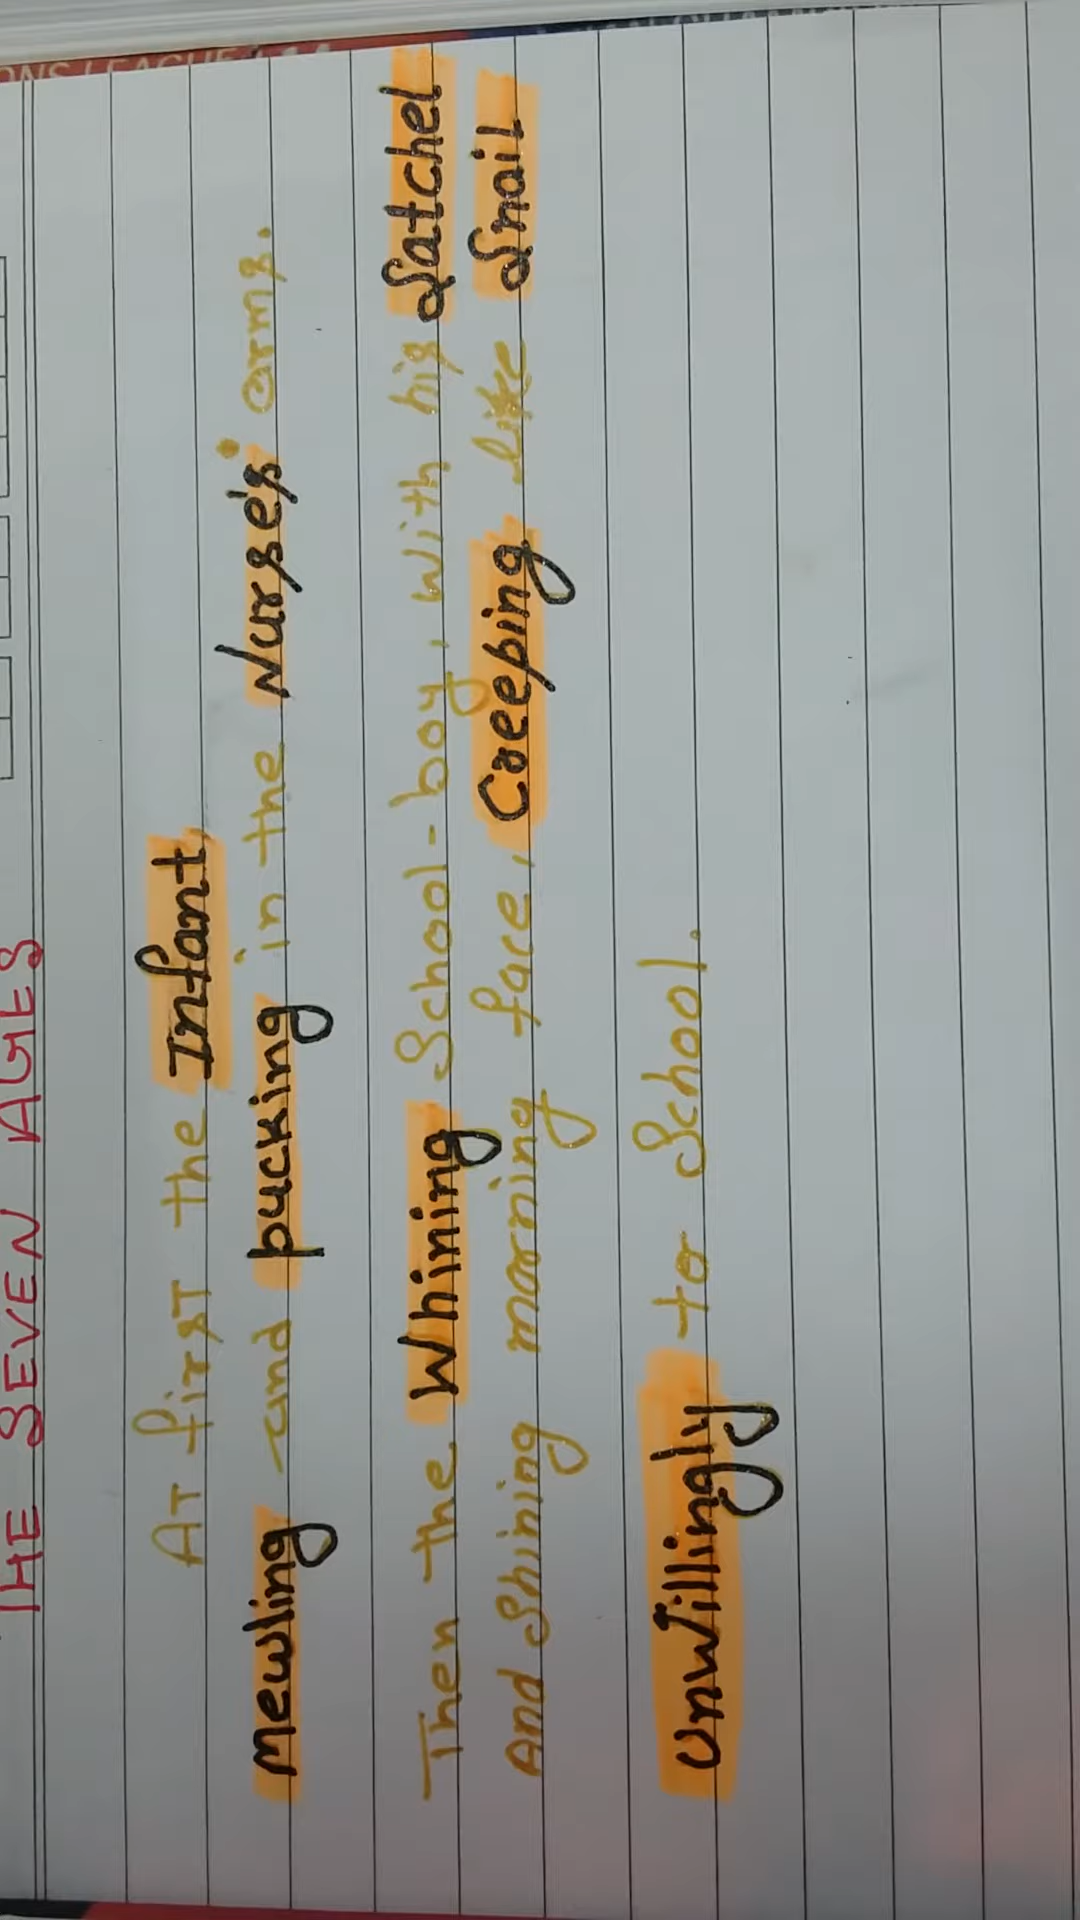 THE SEVEN AGES
At first the Infant,
Mewling and pucking in the Nurse's arms.
Then the Whining School-boy, with his Satchel
And Shining morning face, Creeping like Snail
Unwillingly to School.